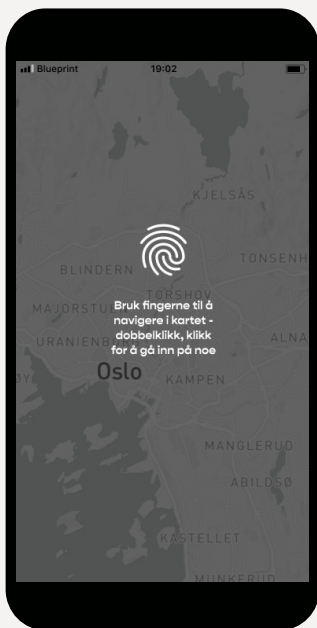 Blueprint 19:02
KJELSÅS
TONSENH
BLINDERN
TORSHOV
Bruk fingerne til å
MAJORSTU
navigere i kartet -
dobbelklikk, klikk
URANIENBO
ALNA
for å gå inn på noe
Oslo
KAMPEN
MANGLERUD
ABILDSØ
KASTELLET
MUNKERUD